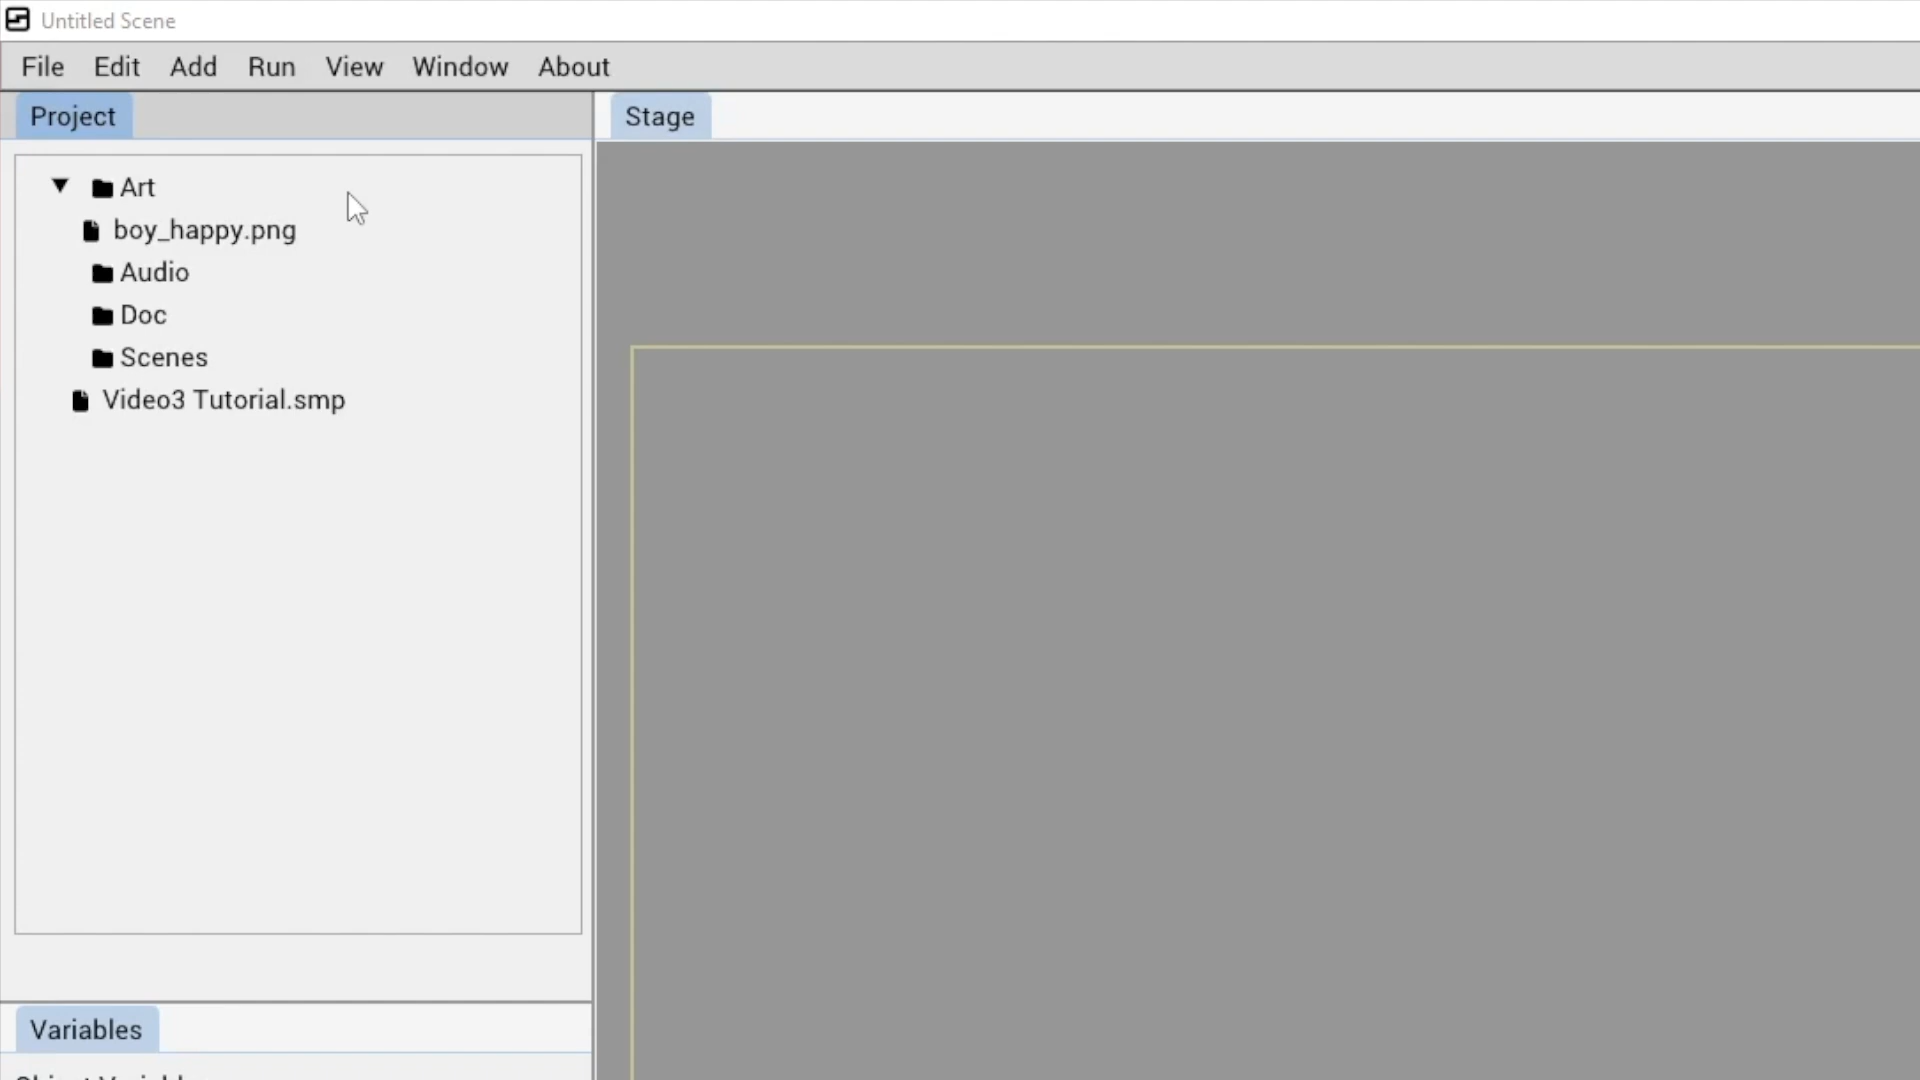 Untitled Scene
File Edit Add Run View Window About
Project
Stage
Art
boy_happy.png
Audio
Doc
Scenes
Video3 Tutorial.smp
Variables